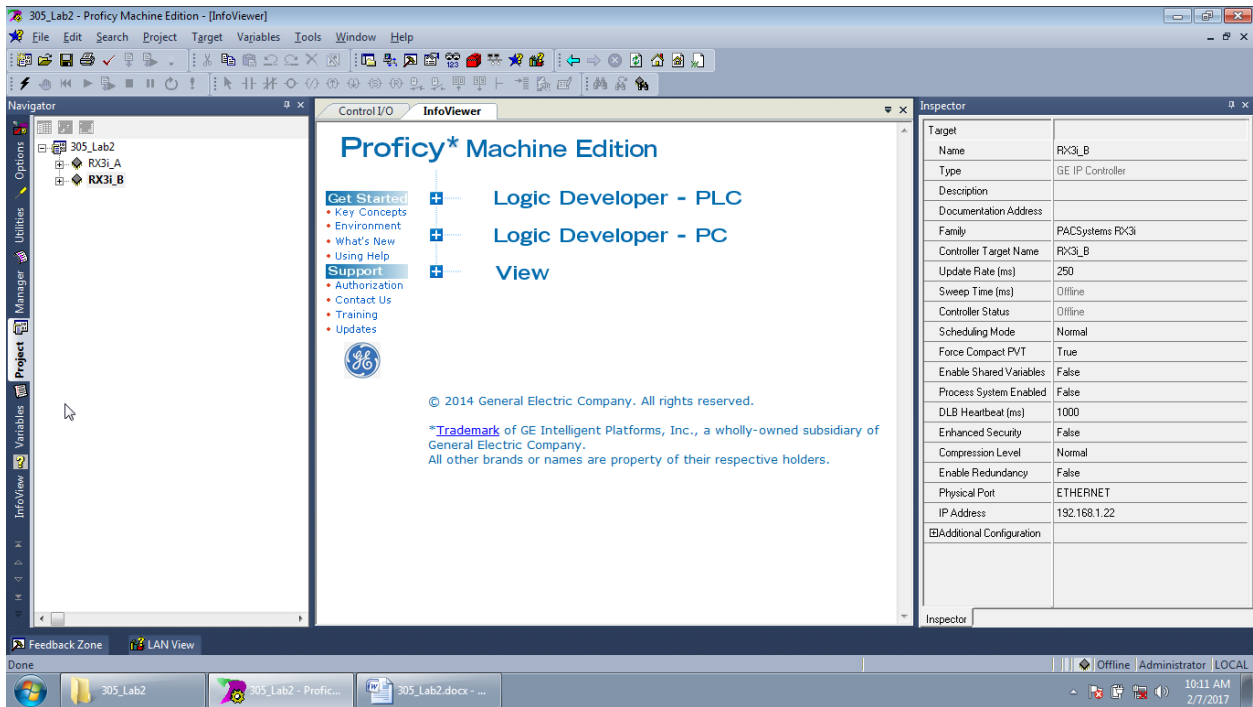 305_Lab2 - Proficy Machine Edition - [InfoViewer]
File Edit Search Project Target Variables Tools Window Help
Navigator
Options
Utilities
Manager
Project
Variables
InfoView
305_Lab2
RX3i_A
RX3i_B
Control I/O InfoViewer
Proficy* Machine Edition
Get Started
Key Concepts
Environment
What's New
Using Help
Support
Authorization
Contact Us
Training
Updates
Logic Developer - PLC
Logic Developer - PC
View
© 2014 General Electric Company. All rights reserved.
*Trademark of GE Intelligent Platforms, Inc., a wholly-owned subsidiary of
General Electric Company.
All other brands or names are property of their respective holders.
Inspector
Target
Name RX3i_B
Type GE IP Controller
Description
Documentation Address
Family PACSystems RX3i
Controller Target Name RX3i_B
Update Rate (ms) 250
Sweep Time (ms) Offline
Controller Status Offline
Scheduling Mode Normal
Force Compact PVT True
Enable Shared Variables False
Process System Enabled False
DLB Heartbeat (ms) 1000
Enhanced Security False
Compression Level Normal
Enable Redundancy False
Physical Port ETHERNET
IP Address 192.168.1.22
Additional Configuration
Inspector
Feedback Zone LAN View
Done
Offline Administrator LOCAL
305_Lab2
305_Lab2 - Profic...
305_Lab2.docx - ...
10:11 AM
2/7/2017